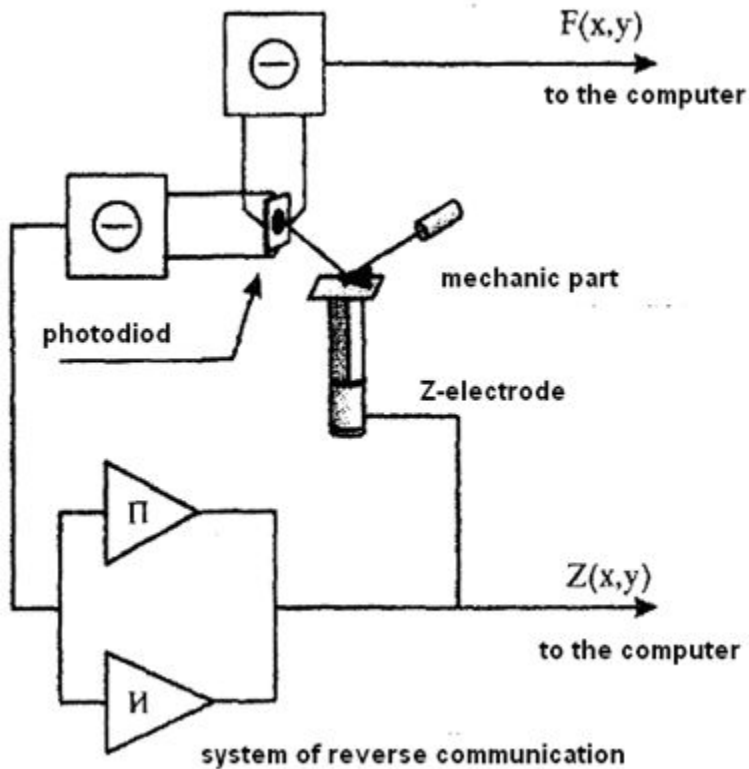 F(x,y)
to the computer
mechanic part
photodiod
Z-electrode
П
Z(x,y)
to the computer
И
system of reverse communication